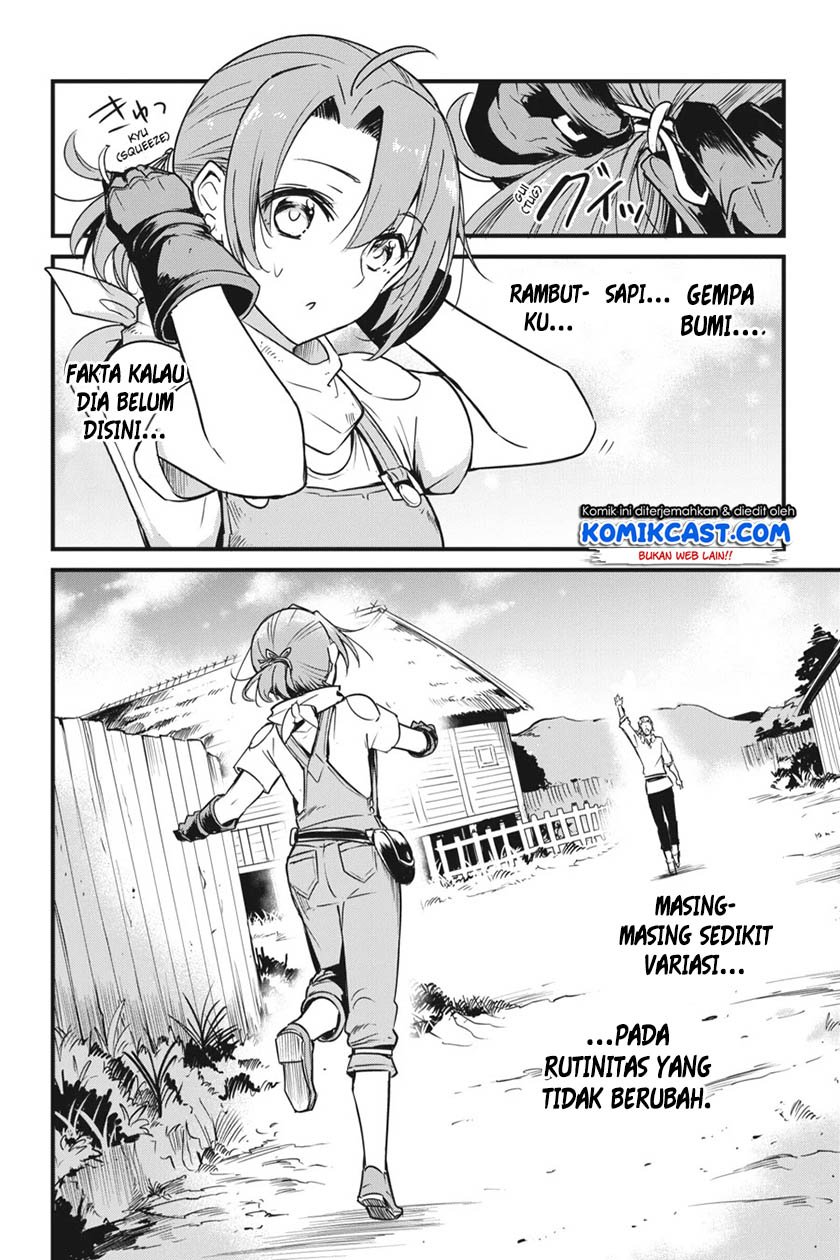 グイッ
GUI
(TUG)
きゅっ
KYU
(SQUEEZE)
GEMPA
BUMI...
SAPI...
RAMBUT-
KU...
FAKTA KALAU
DIA BELUM
DISINI...
Komik ini diterjemahkan & diedit oleh
KOMIKCAST.COM
BUKAN WEB LAIN!!
MASING-
MASING SEDIKIT
VARIASI...
...PADA
RUTINITAS YANG
TIDAK BERUBAH.